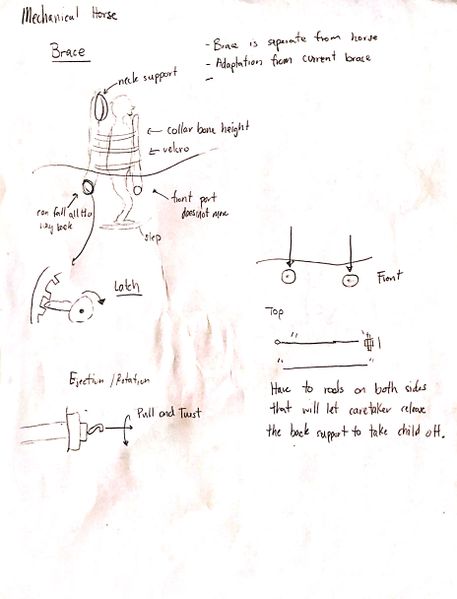 Mechanical Horse
Brace
- Brace is separate from horse
- Adaptation from current brace
-
neck support
collar bone height
velcro
can fall all the
way back
front part
does not move
step
Latch
Front
Top
Ejection / Rotation
Pull and Twist
Have to rods on both sides
that will let caretaker release
the back support to take child off.